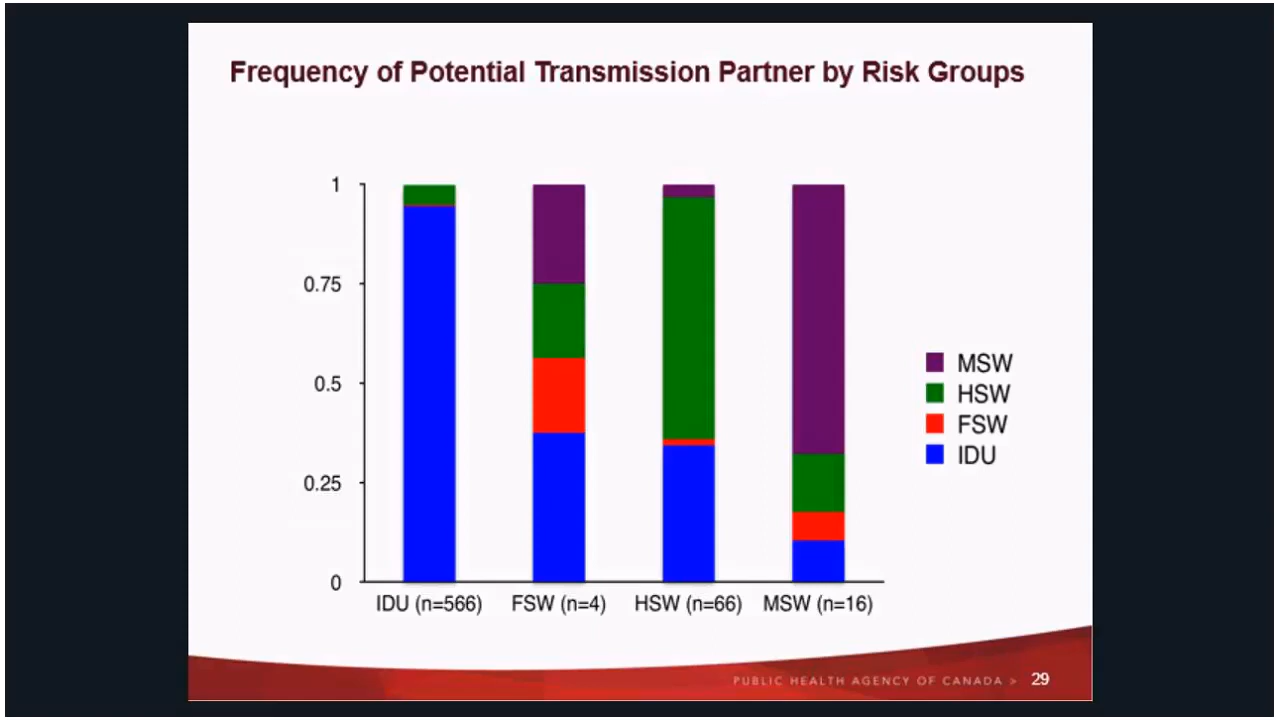 Frequency of Potential Transmission Partner by Risk Groups
1
0.75
0.5
0.25
0
IDU (n=566) FSW (n=4) HSW (n=66) MSW (n=16)
MSW
HSW
FSW
IDU
PUBLIC HEALTH AGENCY OF CANADA > 29